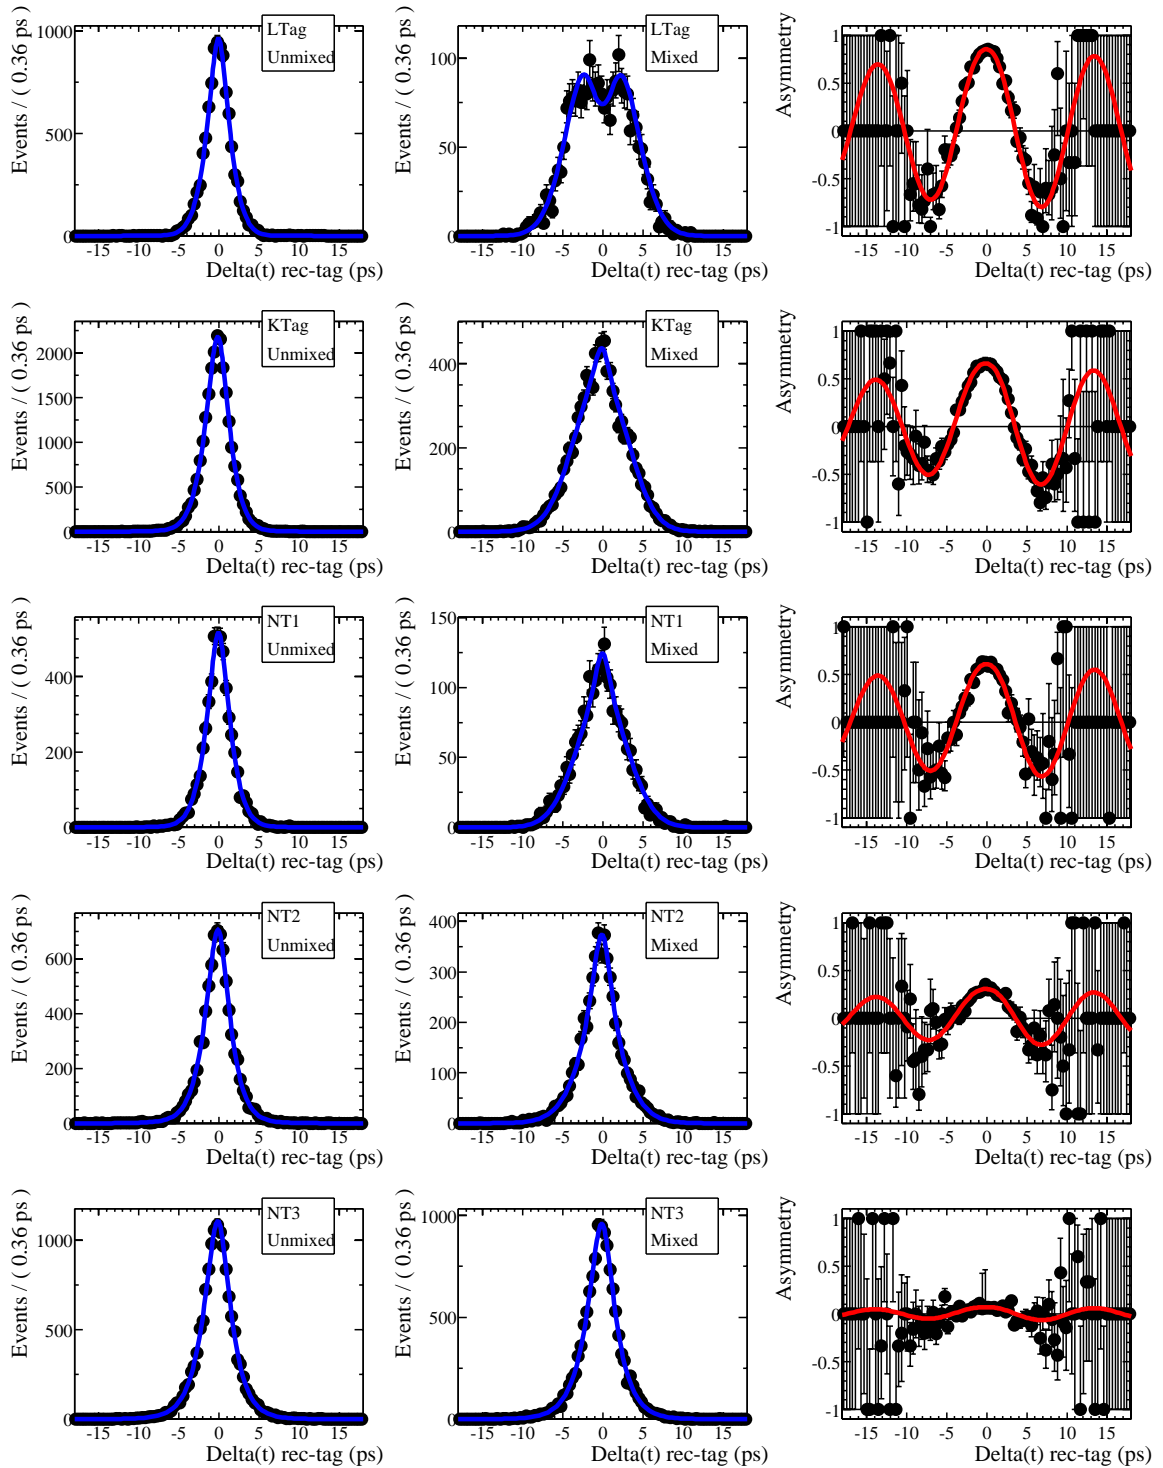 Events / ( 0.36 ps )
1000
500
0
LTag
Unmixed
-15 -10 -5 0 5 10 15
Delta(t) rec-tag (ps)
Events / ( 0.36 ps )
100
50
0
LTag
Mixed
-15 -10 -5 0 5 10 15
Delta(t) rec-tag (ps)
Asymmetry
1
0.5
0
-0.5
-1
-15 -10 -5 0 5 10 15
Delta(t) rec-tag (ps)
Events / ( 0.36 ps )
2000
1500
1000
500
0
KTag
Unmixed
-15 -10 -5 0 5 10 15
Delta(t) rec-tag (ps)
Events / ( 0.36 ps )
400
200
0
KTag
Mixed
-15 -10 -5 0 5 10 15
Delta(t) rec-tag (ps)
Asymmetry
1
0.5
0
-0.5
-1
-15 -10 -5 0 5 10 15
Delta(t) rec-tag (ps)
Events / ( 0.36 ps )
400
200
0
NT1
Unmixed
-15 -10 -5 0 5 10 15
Delta(t) rec-tag (ps)
Events / ( 0.36 ps )
150
100
50
0
NT1
Mixed
-15 -10 -5 0 5 10 15
Delta(t) rec-tag (ps)
Asymmetry
1
0.5
0
-0.5
-1
-15 -10 -5 0 5 10 15
Delta(t) rec-tag (ps)
Events / ( 0.36 ps )
600
400
200
0
NT2
Unmixed
-15 -10 -5 0 5 10 15
Delta(t) rec-tag (ps)
Events / ( 0.36 ps )
400
300
200
100
0
NT2
Mixed
-15 -10 -5 0 5 10 15
Delta(t) rec-tag (ps)
Asymmetry
1
0.5
0
-0.5
-1
-15 -10 -5 0 5 10 15
Delta(t) rec-tag (ps)
Events / ( 0.36 ps )
1000
500
0
NT3
Unmixed
-15 -10 -5 0 5 10 15
Delta(t) rec-tag (ps)
Events / ( 0.36 ps )
1000
500
0
NT3
Mixed
-15 -10 -5 0 5 10 15
Delta(t) rec-tag (ps)
Asymmetry
1
0.5
0
-0.5
-1
-15 -10 -5 0 5 10 15
Delta(t) rec-tag (ps)